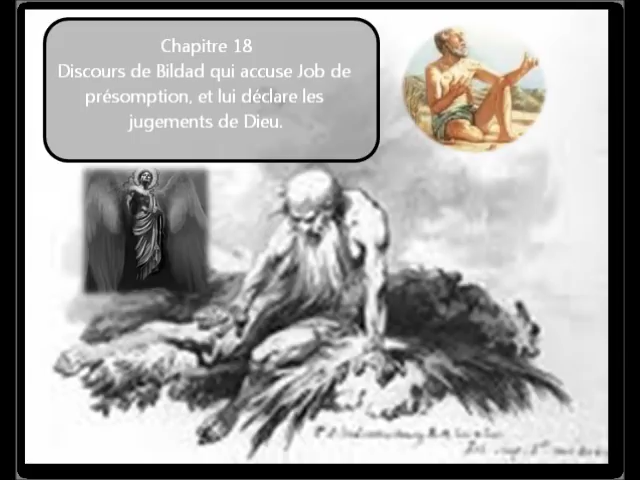 Chapitre 18
Discours de Bildad qui accuse Job de
présomption, et lui déclare les
jugements de Dieu.